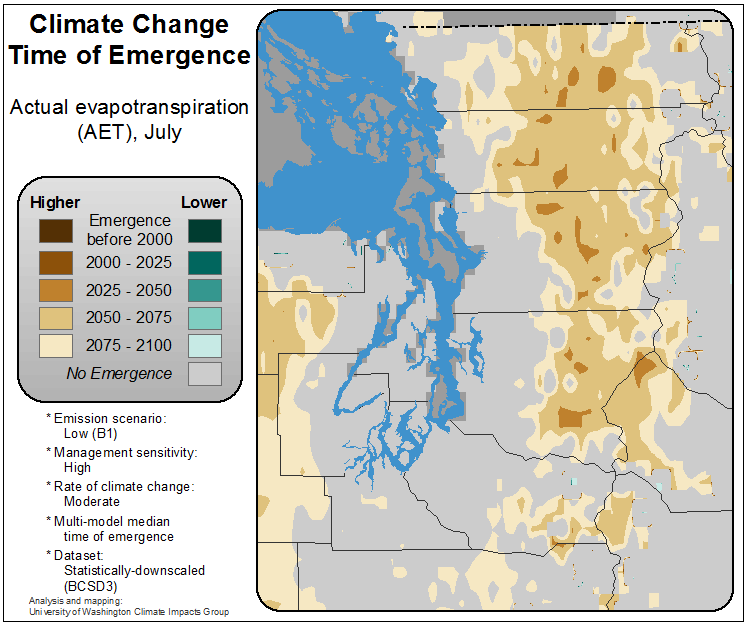 Climate Change
Time of Emergence
Actual evapotranspiration
(AET), July
Higher Lower
Emergence
before 2000
2000 - 2025
2025 - 2050
2050 - 2075
2075 - 2100
No Emergence
* Emission scenario:
Low (B1)
* Management sensitivity:
High
* Rate of climate change:
Moderate
* Multi-model median
time of emergence
* Dataset:
Statistically-downscaled
(BCSD3)
Analysis and mapping:
University of Washington Climate Impacts Group